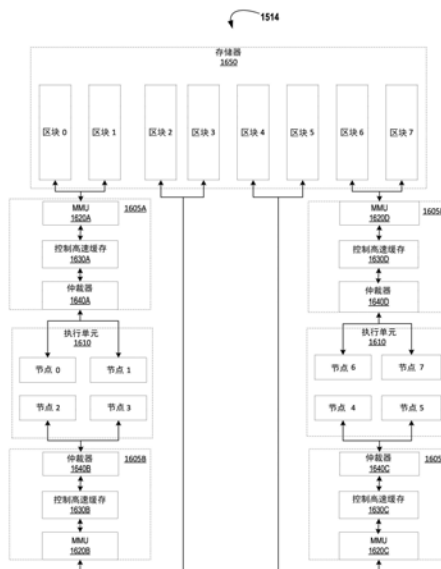 1514
存储器
1650
区块 0
区块 1
区块 2
区块 3
区块 4
区块 5
区块 6
区块 7
MMU
1620A
1605A
控制高速缓存
1630A
仲裁器
1640A
MMU
1620D
1605
控制高速缓存
1630D
仲裁器
1640D
执行单元
1610
节点 0
节点 1
节点 2
节点 3
执行单元
1610
节点 6
节点 7
节点 4
节点 5
仲裁器
1640B
1605B
控制高速缓存
1630B
MMU
1620B
仲裁器
1640C
1605
控制高速缓存
1630C
MMU
1620C